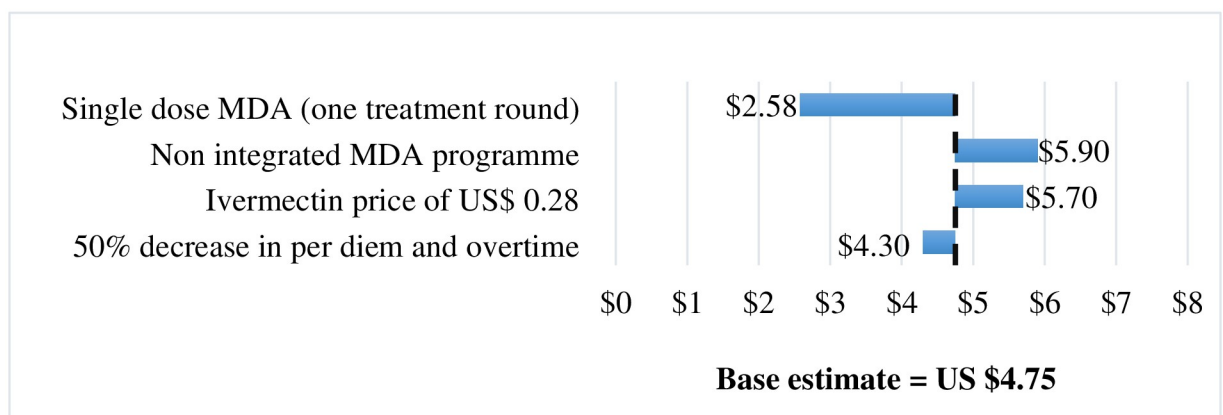 Single dose MDA (one treatment round)
$2.58
Non integrated MDA programme
$5.90
Ivermectin price of US$ 0.28
$5.70
50% decrease in per diem and overtime
$4.30
$0 $1 $2 $3 $4 $5 $6 $7 $8
Base estimate = US $4.75